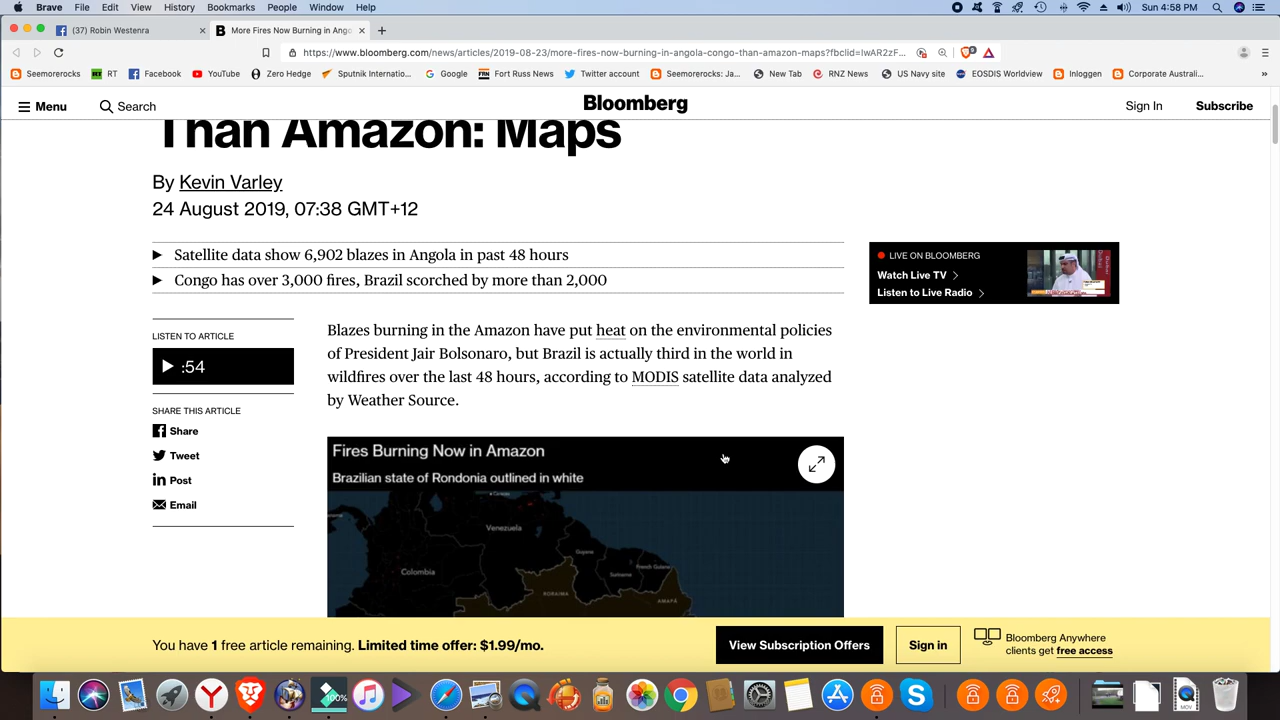 Brave File Edit View History Bookmarks People Window Help
Sun 4:58 PM
(37) Robin Westenra
More Fires Now Burning in Ango
https://www.bloomberg.com/news/articles/2019-08-23/more-fires-now-burning-in-angola-congo-than-amazon-maps?fbclid=IwAR2zF...
Seemorerocks RT Facebook YouTube Zero Hedge Sputnik Internatio... Google Fort Russ News Twitter account Seemorerocks: Ja... New Tab RNZ News US Navy site EOSDIS Worldview Inloggen Corporate Australi...
Menu Search Bloomberg Sign In Subscribe
Than Amazon: Maps
By Kevin Varley
24 August 2019, 07:38 GMT+12
Satellite data show 6,902 blazes in Angola in past 48 hours
Congo has over 3,000 fires, Brazil scorched by more than 2,000
LIVE ON BLOOMBERG
Watch Live TV
Listen to Live Radio
LISTEN TO ARTICLE
:54
SHARE THIS ARTICLE
Share
Tweet
Post
Email
Blazes burning in the Amazon have put heat on the environmental policies
of President Jair Bolsonaro, but Brazil is actually third in the world in
wildfires over the last 48 hours, according to MODIS satellite data analyzed
by Weather Source.
Fires Burning Now in Amazon
Brazilian state of Rondonia outlined in white
Venezuela
Guyana
Colombia
Suriname
French Guiana
RORAIMA
AMAPÁ
You have 1 free article remaining. Limited time offer: $1.99/mo.
View Subscription Offers
Sign in
Bloomberg Anywhere
clients get free access
100%
MOV